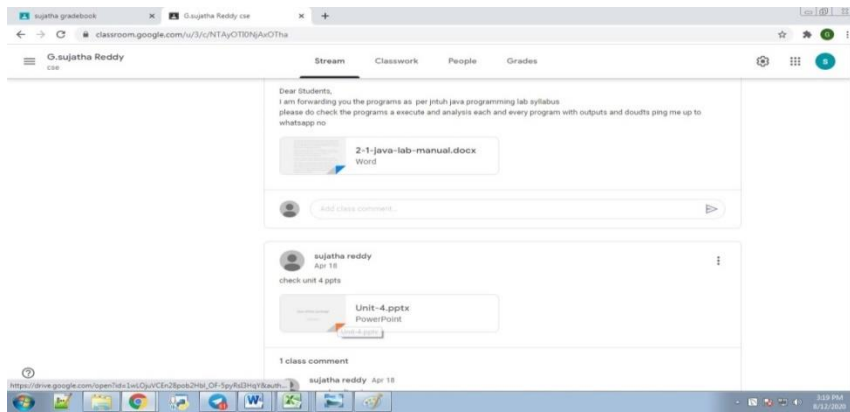 sujatha gradebook
G.sujatha Reddy cse
classroom.google.com/u/3/c/NTAyOTI0NjAxOTha
G.sujatha Reddy
cse
Stream Classwork People Grades
Dear Students,
I am forwarding you the programs as per jntuh java programming lab syllabus
please do check the programs a execute and analysis each and every program with outputs and doudts ping me up to
whatsapp no
2-1-java-lab-manual.docx
Word
Add class comment...
sujatha reddy
Apr 18
check unit 4 ppts
Unit-4.pptx
PowerPoint
Unit-4.pptx
1 class comment
sujatha reddy Apr 18
3:19 PM
8/12/2020